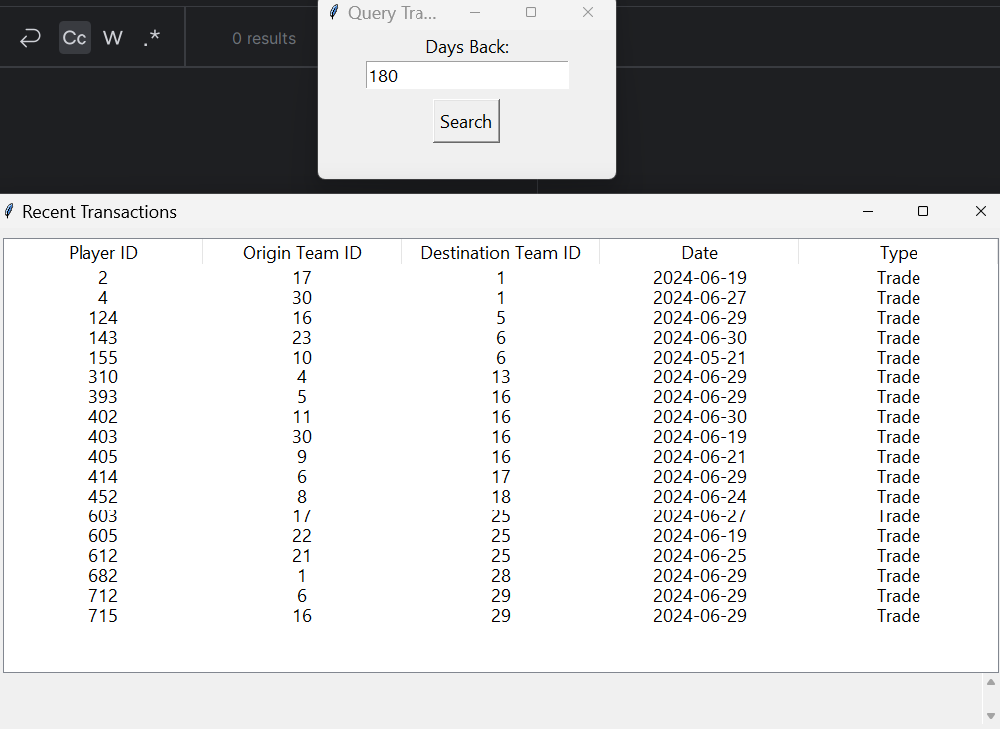 Query Tra...
Cc W .* 0 results
Days Back:
180
Search
Recent Transactions
Player ID Origin Team ID Destination Team ID Date Type
2 17 1 2024-06-19 Trade
4 30 1 2024-06-27 Trade
124 16 5 2024-06-29 Trade
143 23 6 2024-06-30 Trade
155 10 6 2024-05-21 Trade
310 4 13 2024-06-29 Trade
393 5 16 2024-06-29 Trade
402 11 16 2024-06-30 Trade
403 30 16 2024-06-19 Trade
405 9 16 2024-06-21 Trade
414 6 17 2024-06-29 Trade
452 8 18 2024-06-24 Trade
603 17 25 2024-06-27 Trade
605 22 25 2024-06-19 Trade
612 21 25 2024-06-25 Trade
682 1 28 2024-06-29 Trade
712 6 29 2024-06-29 Trade
715 16 29 2024-06-29 Trade